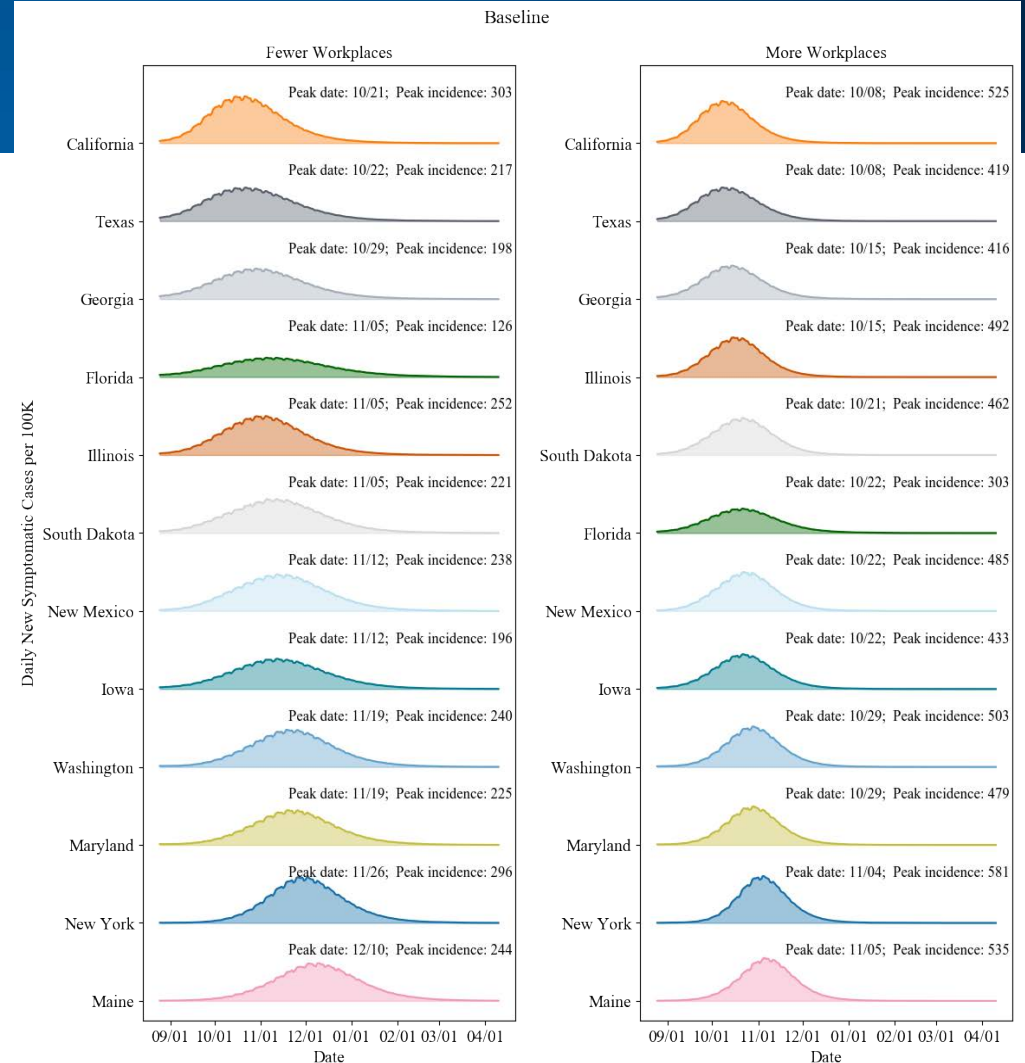 Baseline
Fewer Workplaces
Daily New Symptomatic Cases per 100K
Peak date: 10/21;  Peak incidence: 303
California
Peak date: 10/22;  Peak incidence: 217
Texas
Peak date: 10/29;  Peak incidence: 198
Georgia
Peak date: 11/05;  Peak incidence: 126
Florida
Peak date: 11/05;  Peak incidence: 252
Illinois
Peak date: 11/05;  Peak incidence: 221
South Dakota
Peak date: 11/12;  Peak incidence: 238
New Mexico
Peak date: 11/12;  Peak incidence: 196
Iowa
Peak date: 11/19;  Peak incidence: 240
Washington
Peak date: 11/19;  Peak incidence: 225
Maryland
Peak date: 11/26;  Peak incidence: 296
New York
Peak date: 12/10;  Peak incidence: 244
Maine
09/01 10/01 11/01 12/01 01/01 02/01 03/01 04/01
Date
More Workplaces
Peak date: 10/08;  Peak incidence: 525
California
Peak date: 10/08;  Peak incidence: 419
Texas
Peak date: 10/15;  Peak incidence: 416
Georgia
Peak date: 10/15;  Peak incidence: 492
Illinois
Peak date: 10/21;  Peak incidence: 462
South Dakota
Peak date: 10/22;  Peak incidence: 303
Florida
Peak date: 10/22;  Peak incidence: 485
New Mexico
Peak date: 10/22;  Peak incidence: 433
Iowa
Peak date: 10/29;  Peak incidence: 503
Washington
Peak date: 10/29;  Peak incidence: 479
Maryland
Peak date: 11/04;  Peak incidence: 581
New York
Peak date: 11/05;  Peak incidence: 535
Maine
09/01 10/01 11/01 12/01 01/01 02/01 03/01 04/01
Date